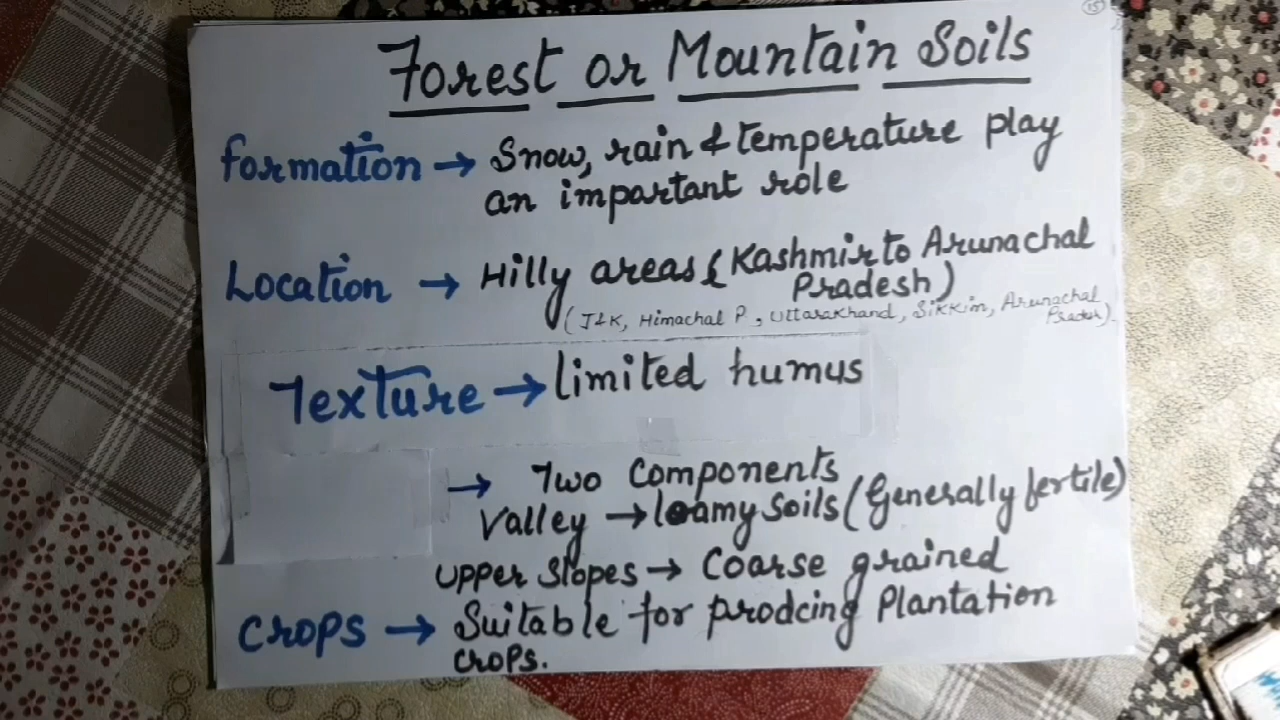 15
Forest or Mountain Soils
formation → Snow, rain & temperature play
an important role
Location → Hilly areas (Kashmir to Arunachal
Pradesh)
(J&K, Himachal P, Uttarakhand, Sikkim, Arunachal
Pradesh).
Texture → limited humus
→ Two Components
Valley → loamy soils (Generally fertile)
Upper Slopes → Coarse grained
Crops → Suitable for prodcing Plantation
crops.